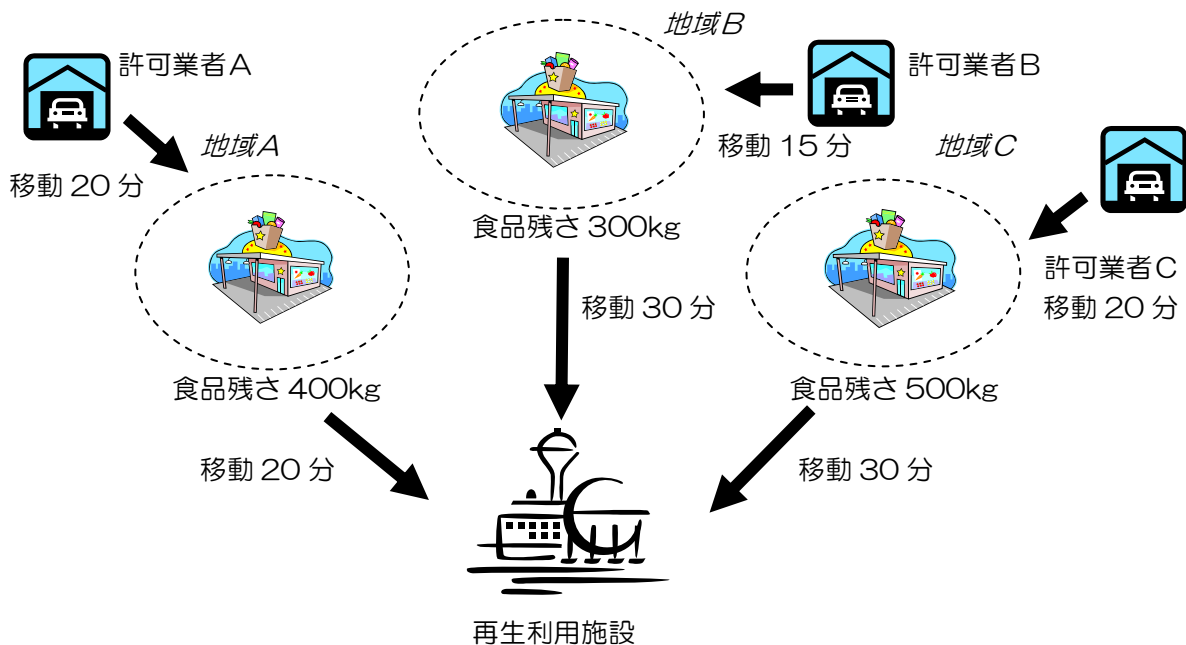 地域B
許可業者A
許可業者B
地域A
移動 15 分
地域C
移動 20 分
食品残さ 300kg
許可業者C
移動 20 分
移動 30 分
食品残さ 400kg
食品残さ 500kg
移動 20 分
移動 30 分
再生利用施設